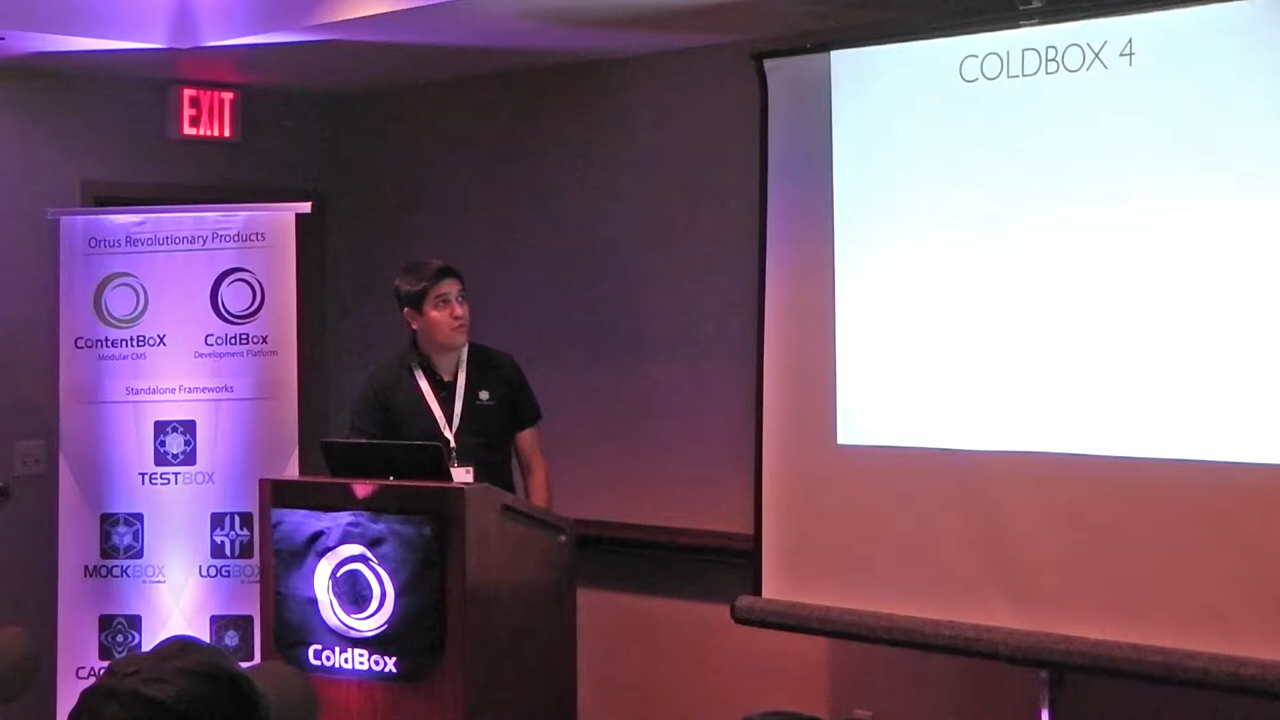 COLDBOX 4
EXIT
Ortus Revolutionary Products
ContentBox
Modular CMS
ColdBox
Development Platform
Standalone Frameworks
TESTBOX
MOCKBOX
LOGBOX
ColdBox